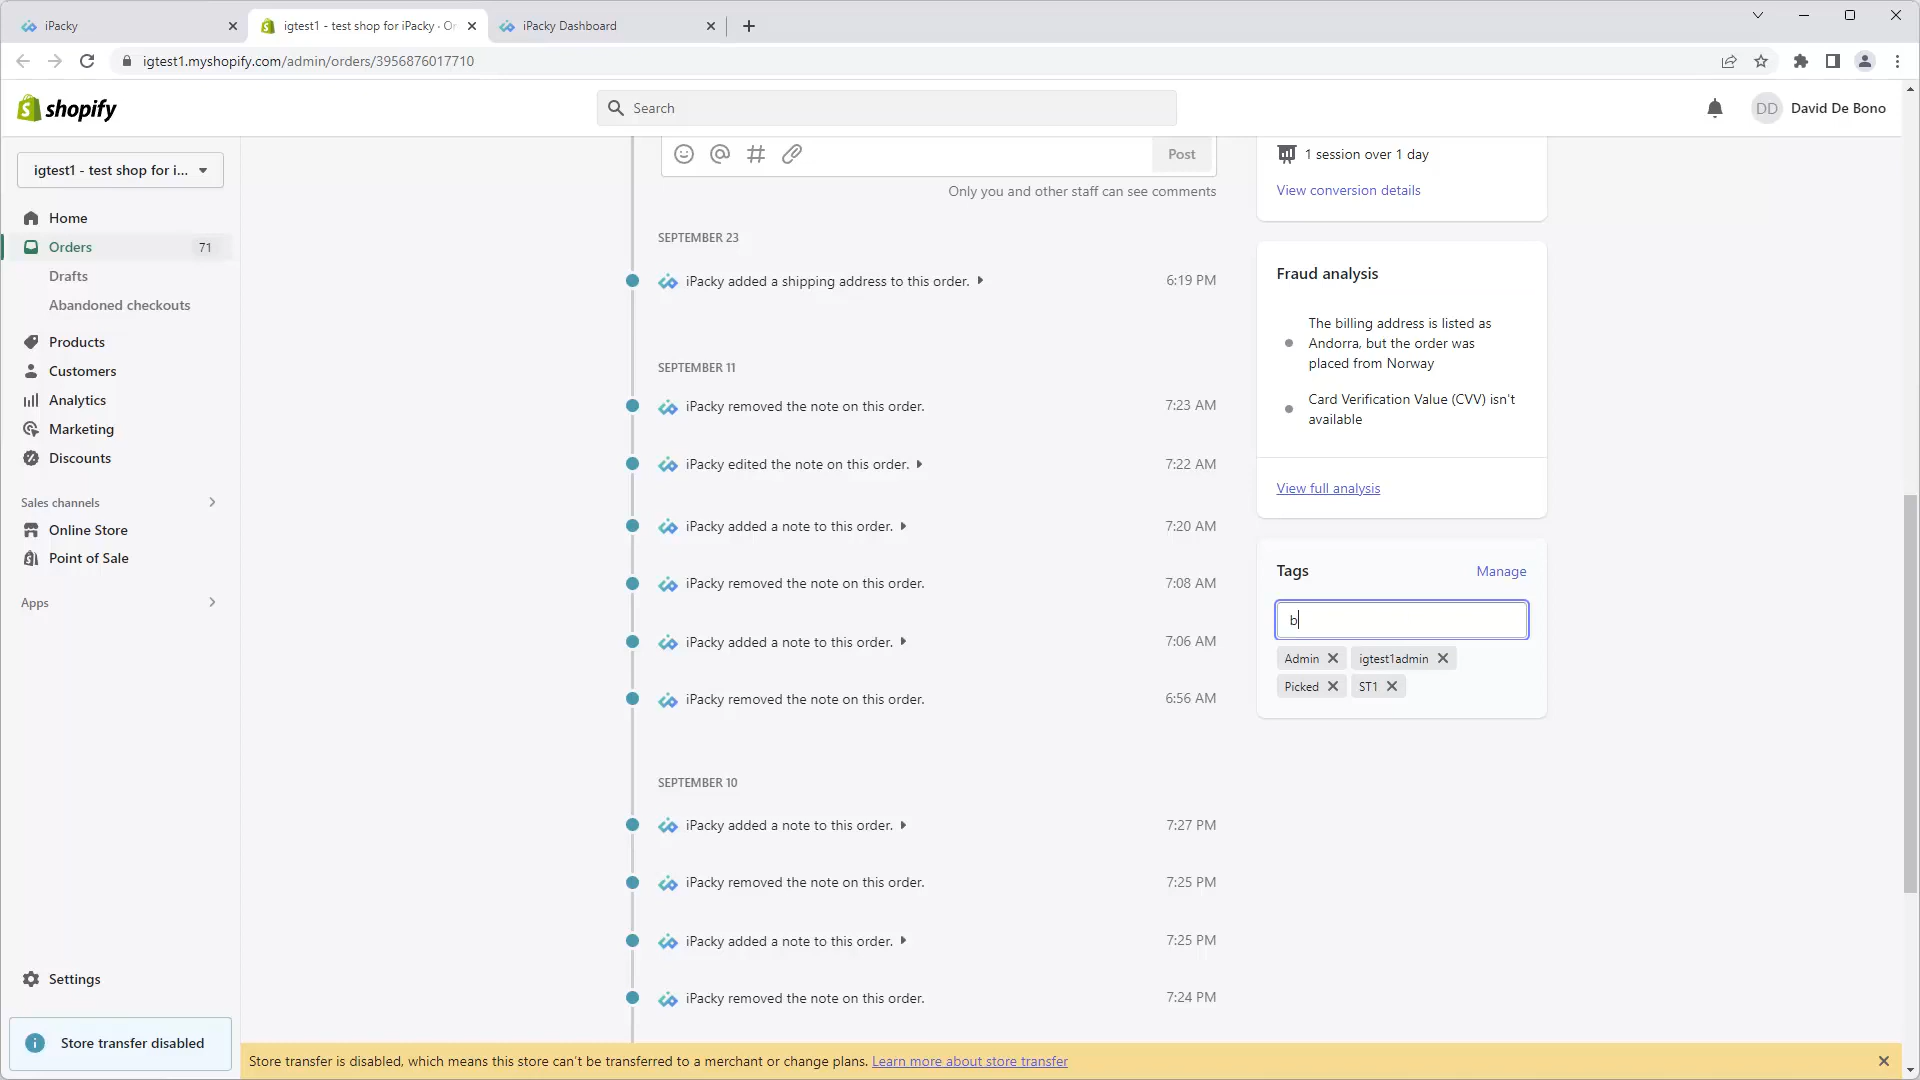 iPacky
igtest1 - test shop for iPacky · Or
iPacky Dashboard
igtest1.myshopify.com/admin/orders/3956876017710
shopify
Search
DD
David De Bono
igtest1 - test shop for i...
Home
Orders 71
Drafts
Abandoned checkouts
Products
Customers
Analytics
Marketing
Discounts
Sales channels
Online Store
Point of Sale
Apps
Settings
Store transfer disabled
Post
Only you and other staff can see comments
SEPTEMBER 23
iPacky added a shipping address to this order. 6:19 PM
SEPTEMBER 11
iPacky removed the note on this order. 7:23 AM
iPacky edited the note on this order. 7:22 AM
iPacky added a note to this order. 7:20 AM
iPacky removed the note on this order. 7:08 AM
iPacky added a note to this order. 7:06 AM
iPacky removed the note on this order. 6:56 AM
SEPTEMBER 10
iPacky added a note to this order. 7:27 PM
iPacky removed the note on this order. 7:25 PM
iPacky added a note to this order. 7:25 PM
iPacky removed the note on this order. 7:24 PM
1 session over 1 day
View conversion details
Fraud analysis
The billing address is listed as
Andorra, but the order was
placed from Norway
Card Verification Value (CVV) isn't
available
View full analysis
Tags Manage
b
Admin igtest1admin
Picked ST1
Store transfer is disabled, which means this store can't be transferred to a merchant or change plans. Learn more about store transfer